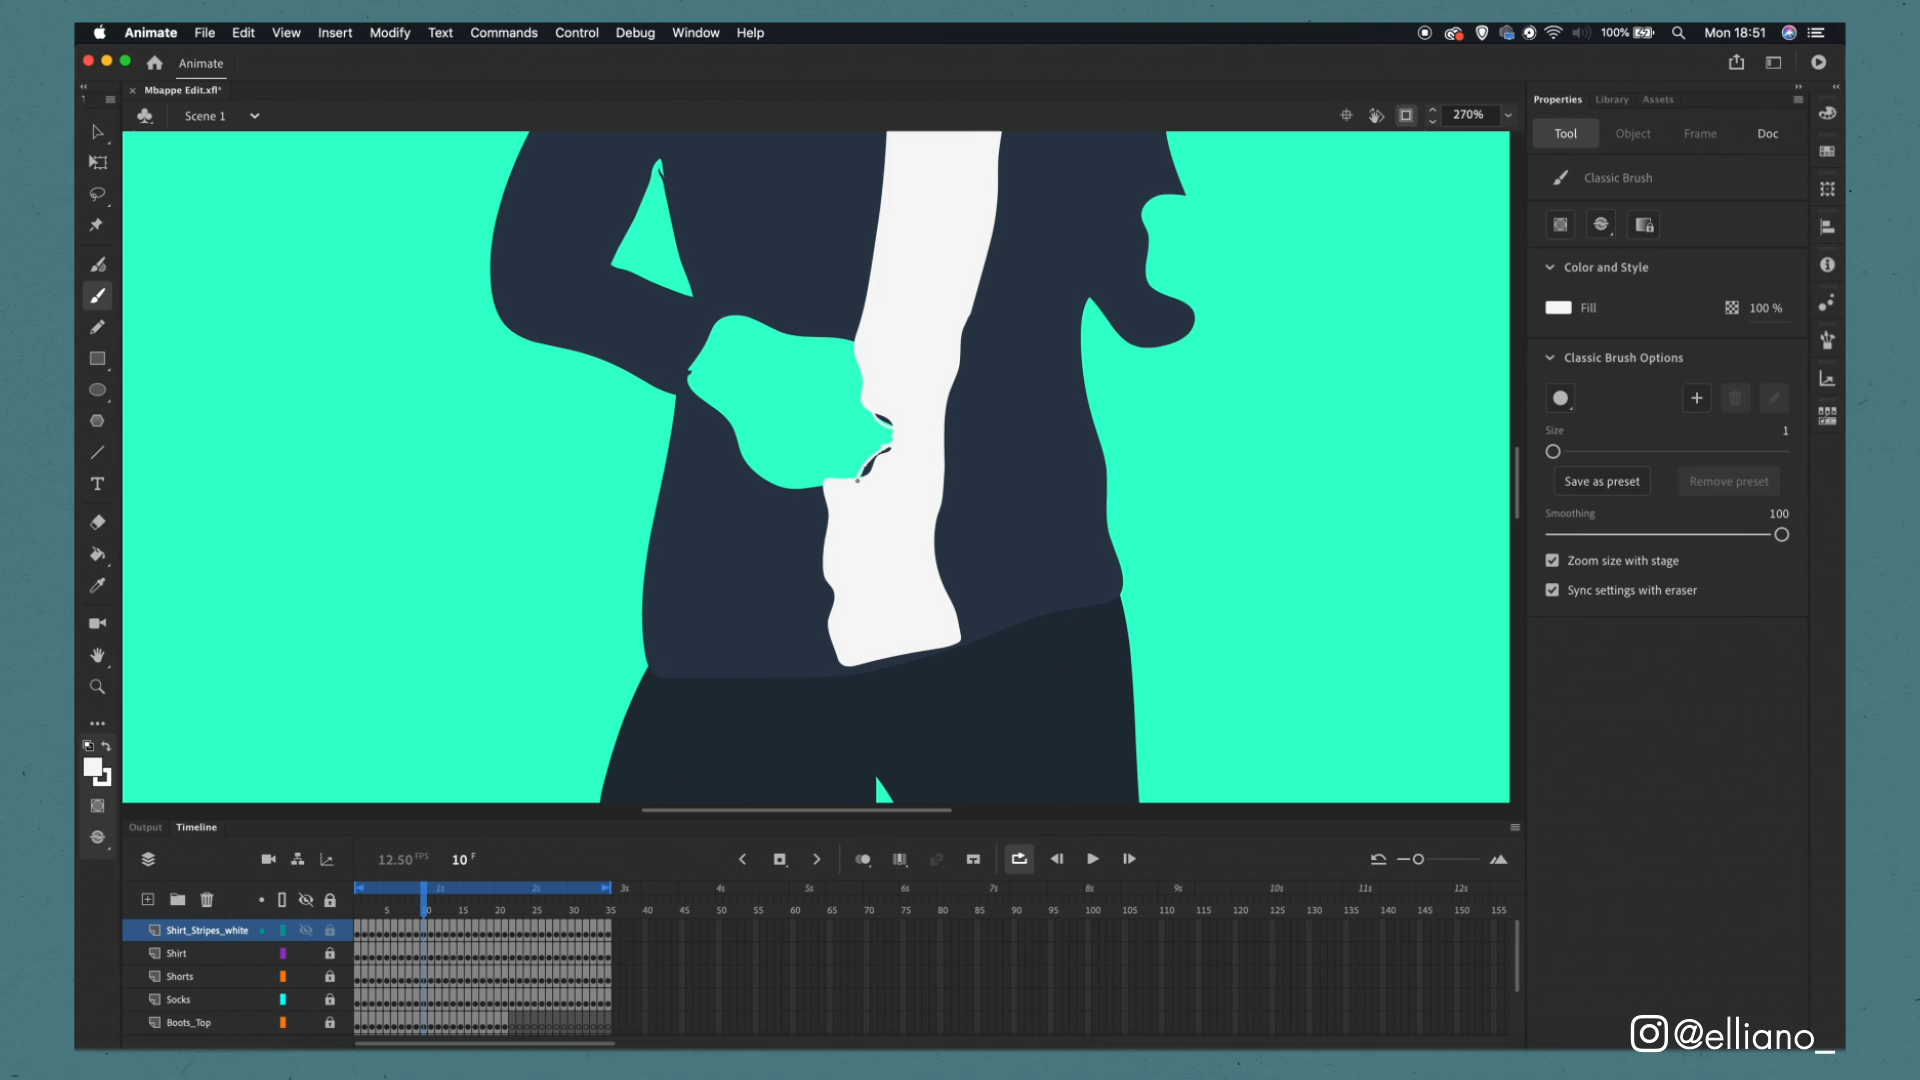 Animate File Edit View Insert Modify Text Commands Control Debug Window Help
100% Mon 18:51
Animate
Mbappe Edit.xfl*
Scene 1
270%
Properties Library Assets
Tool Object Frame Doc
Classic Brush
Color and Style
Fill 100 %
Classic Brush Options
Size 1
Save as preset Remove preset
Smoothing 100
Zoom size with stage
Sync settings with eraser
Output Timeline
12.50 FPS 10 F
1s 2s 3s 4s 5s 6s 7s 8s 9s 10s 11s 12s
5 10 15 20 25 30 35 40 45 50 55 60 65 70 75 80 85 90 95 100 105 110 115 120 125 130 135 140 145 150 155
Shirt_Stripes_white
Shirt
Shorts
Socks
Boots_Top
@elliano_